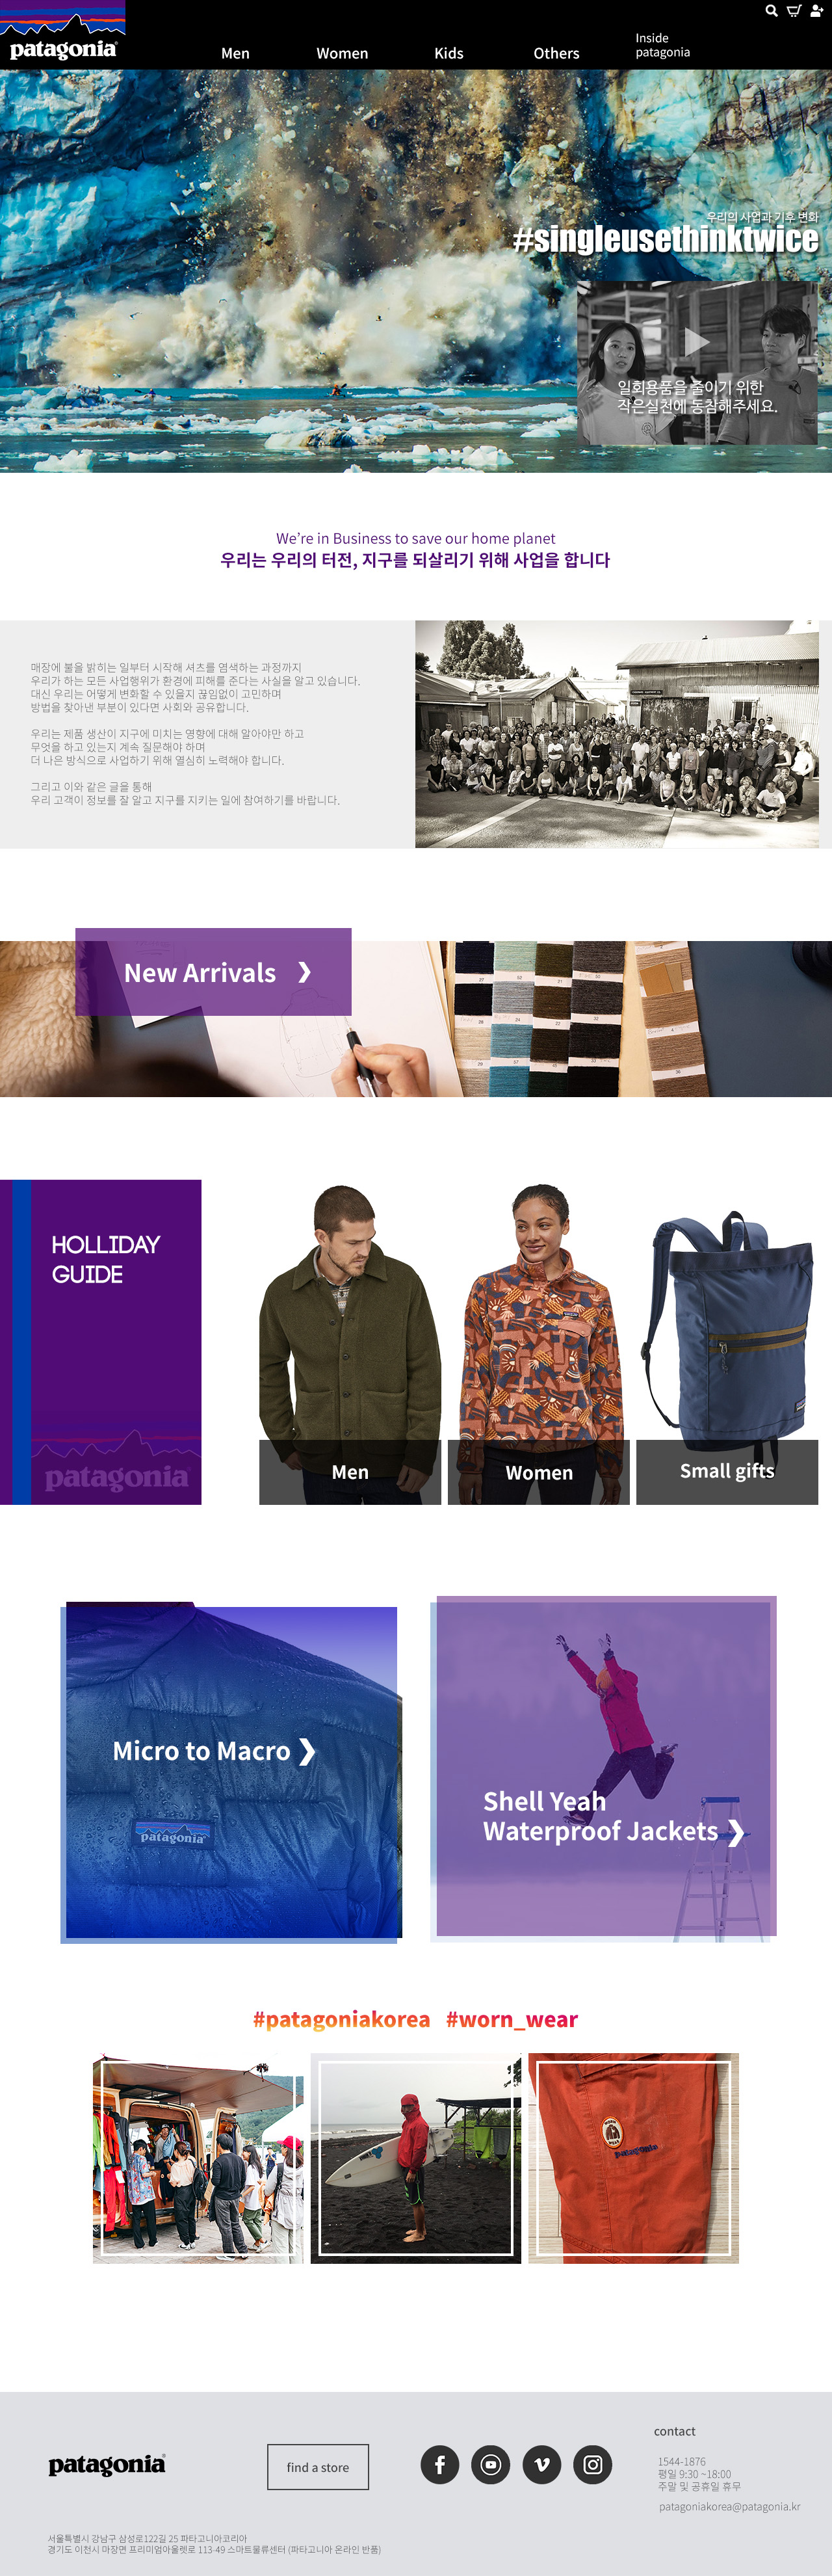 patagonia
Men
Women
Kids
Others
Inside
patagonia
우리의 사업과 기후 변화
#singleusethinktwice
일회용품을 줄이기 위한
작은실천에 동참해주세요.
We're in Business to save our home planet
우리는 우리의 터전, 지구를 되살리기 위해 사업을 합니다
매장에 불을 밝히는 일부터 시작해 셔츠를 염색하는 과정까지
우리가 하는 모든 사업행위가 환경에 피해를 준다는 사실을 알고 있습니다.
대신 우리는 어떻게 변화할 수 있을지 끊임없이 고민하며
방법을 찾아낸 부분이 있다면 사회와 공유합니다.
우리는 제품 생산이 지구에 미치는 영향에 대해 알아야만 하고
무엇을 하고 있는지 계속 질문해야 하며
더 나은 방식으로 사업하기 위해 열심히 노력해야 합니다.
그리고 이와 같은 글을 통해
우리 고객이 정보를 잘 알고 지구를 지키는 일에 참여하기를 바랍니다.
New Arrivals ❯
HOLLIDAY
GUIDE
patagonia
Men
Women
Small gifts
Micro to Macro ❯
patagonia
Shell Yeah
Waterproof Jackets ❯
#patagoniakorea #worn_wear
patagonia
patagonia
find a store
contact
1544-1876
평일 9:30 ~18:00
주말 및 공휴일 휴무
patagoniakorea@patagonia.kr
서울특별시 강남구 삼성로122길 25 파타고니아코리아
경기도 이천시 마장면 프리미엄아울렛로 113-49 스마트물류센터 (파타고니아 온라인 반품)